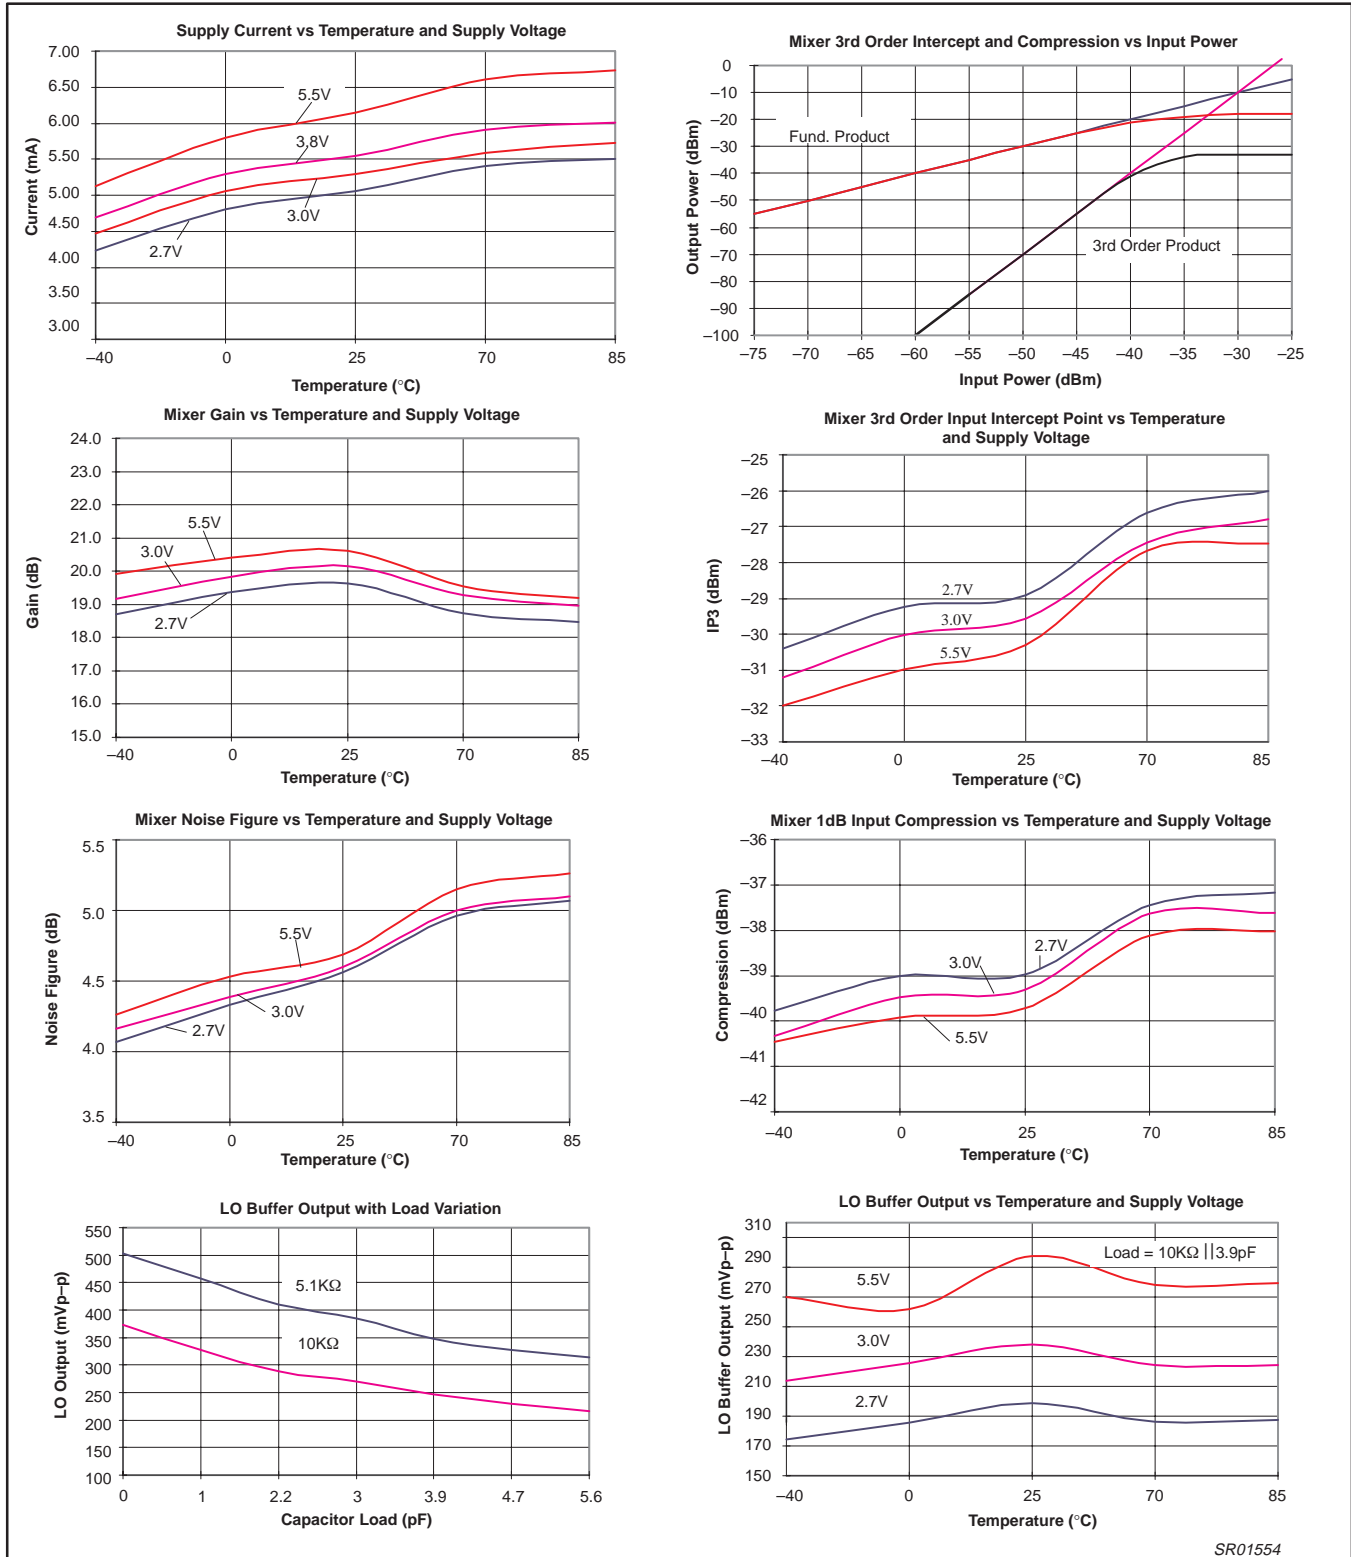 Supply Current vs Temperature and Supply Voltage
7.00
6.50
6.00
5.50
5.00
4.50
4.00
3.50
3.00
Current (mA)
5.5V
3.8V
3.0V
2.7V
–40 0 25 70 85
Temperature (°C)
Mixer 3rd Order Intercept and Compression vs Input Power
0
–10
–20
–30
–40
–50
–60
–70
–80
–90
–100
Output Power (dBm)
Fund. Product
3rd Order Product
–75 –70 –65 –60 –55 –50 –45 –40 –35 –30 –25
Input Power (dBm)
Mixer Gain vs Temperature and Supply Voltage
24.0
23.0
22.0
21.0
20.0
19.0
18.0
17.0
16.0
15.0
Gain (dB)
5.5V
3.0V
2.7V
–40 0 25 70 85
Temperature (°C)
Mixer 3rd Order Input Intercept Point vs Temperature
and Supply Voltage
–25
–26
–27
–28
–29
–30
–31
–32
–33
IP3 (dBm)
2.7V
3.0V
5.5V
–40 0 25 70 85
Temperature (°C)
Mixer Noise Figure vs Temperature and Supply Voltage
5.5
5.0
4.5
4.0
3.5
Noise Figure (dB)
5.5V
3.0V
2.7V
–40 0 25 70 85
Temperature (°C)
Mixer 1dB Input Compression vs Temperature and Supply Voltage
–36
–37
–38
–39
–40
–41
–42
Compression (dBm)
2.7V
3.0V
5.5V
–40 0 25 70 85
Temperature (°C)
LO Buffer Output with Load Variation
550
500
450
400
350
300
250
200
150
100
LO Output (mVp–p)
5.1KΩ
10KΩ
0 1 2.2 3 3.9 4.7 5.6
Capacitor Load (pF)
LO Buffer Output vs Temperature and Supply Voltage
310
290
270
250
230
210
190
170
150
LO Buffer Output (mVp–p)
Load = 10KΩ ||3.9pF
5.5V
3.0V
2.7V
–40 0 25 70 85
Temperature (°C)
SR01554